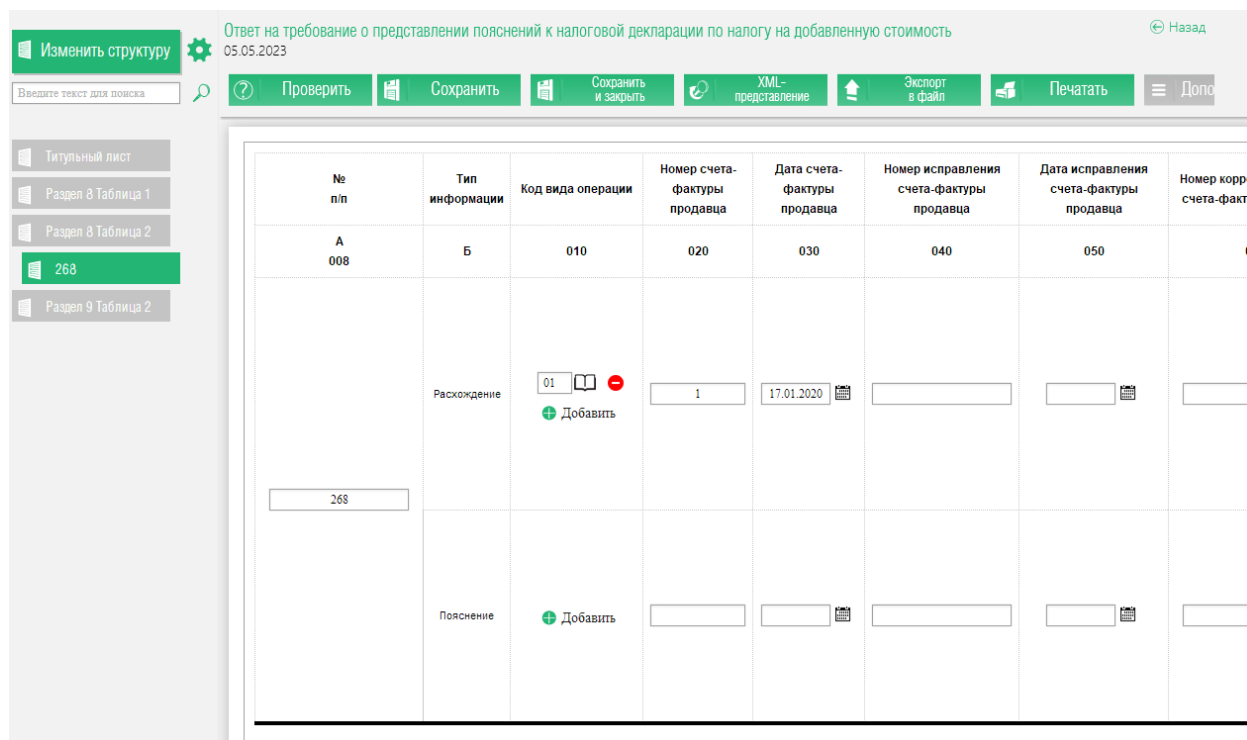 Изменить структуру
Ответ на требование о представлении пояснений к налоговой декларации по налогу на добавленную стоимость
05.05.2023
Назад
Введите текст для поиска
Проверить
Сохранить
Сохранить
и закрыть
XML-
представление
Экспорт
в файл
Печатать
Допо
Титульный лист
Раздел 8 Таблица 1
Раздел 8 Таблица 2
268
Раздел 9 Таблица 2
№
п/п
Тип
информации
Код вида операции
Номер счета-
фактуры
продавца
Дата счета-
фактуры
продавца
Номер исправления
счета-фактуры
продавца
Дата исправления
счета-фактуры
продавца
Номер корр
счета-факт
А
008
Б
010
020
030
040
050
268
Расхождение
01
Добавить
1
17.01.2020
Пояснение
Добавить